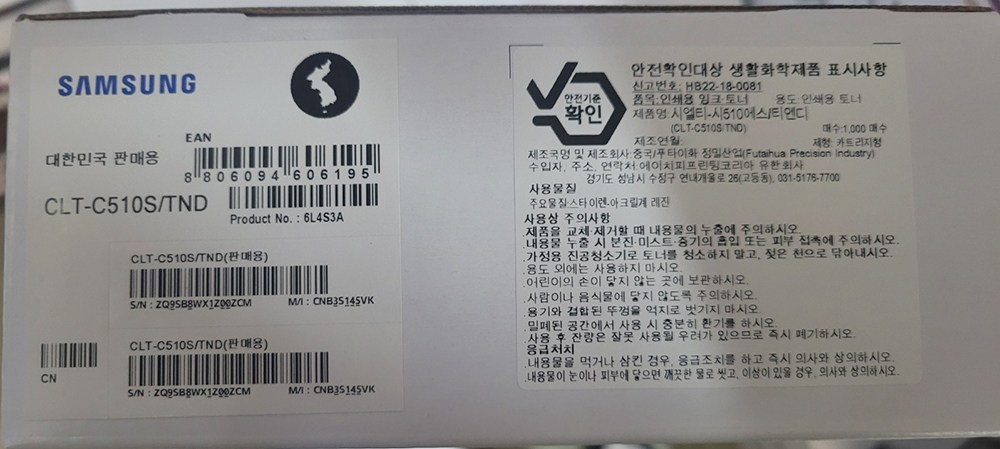 SAMSUNG
EAN
대한민국 판매용
8 806094 606195
CLT-C510S/TND
Product No. : 6L4S3A
CLT-C510S/TND(판매용)
S/N : ZQ9SB8WX1Z00ZCM M/I : CNB3S145VK
CLT-C510S/TND(판매용)
S/N : ZQ9SB8WX1Z00ZCM M/I : CNB3S145VK
CN
안전기준
확인
안전확인대상 생활화학제품 표시사항
신고번호: HB22-18-0081
품목:인쇄용 잉크·토너 용도:인쇄용 토너
제품명:시엘티-시510에스/티엔디
(CLT-C510S/TND) 매수:1,000 매수
제조연월: 제형: 카트리지형
제조국명 및 제조회사:중국/푸타이화 정밀산업(Futaihua Precision Industry)
수입자, 주소, 연락처:에이치피프린팅코리아 유한회사
경기도 성남시 수정구 연내개울로 26(고등동), 031-5176-7700
사용물질
주요물질:스타이렌-아크릴계 레진
사용상 주의사항
.제품을 교체·제거할 때 내용물의 누출에 주의하시오.
.내용물 누출 시 분진·미스트·증기의 흡입 또는 피부 접촉에 주의하시오.
.가정용 진공청소기로 토너를 청소하지 말고, 젖은 천으로 닦아내시오.
.용도 외에는 사용하지 마시오.
.어린이의 손이 닿지 않는 곳에 보관하시오.
.사람이나 음식물에 닿지 않도록 주의하시오.
.용기와 결합된 뚜껑을 억지로 벗기지 마시오.
.밀폐된 공간에서 사용 시 충분히 환기를 하시오.
.사용 후 잔량은 잘못 사용될 우려가 있으므로 즉시 폐기하시오.
응급처치
.내용물을 먹거나 삼킨 경우, 응급조치를 하고 즉시 의사와 상의하시오.
.내용물이 눈이나 피부에 닿으면 깨끗한 물로 씻고, 이상이 있을 경우, 의사와 상의하시오.